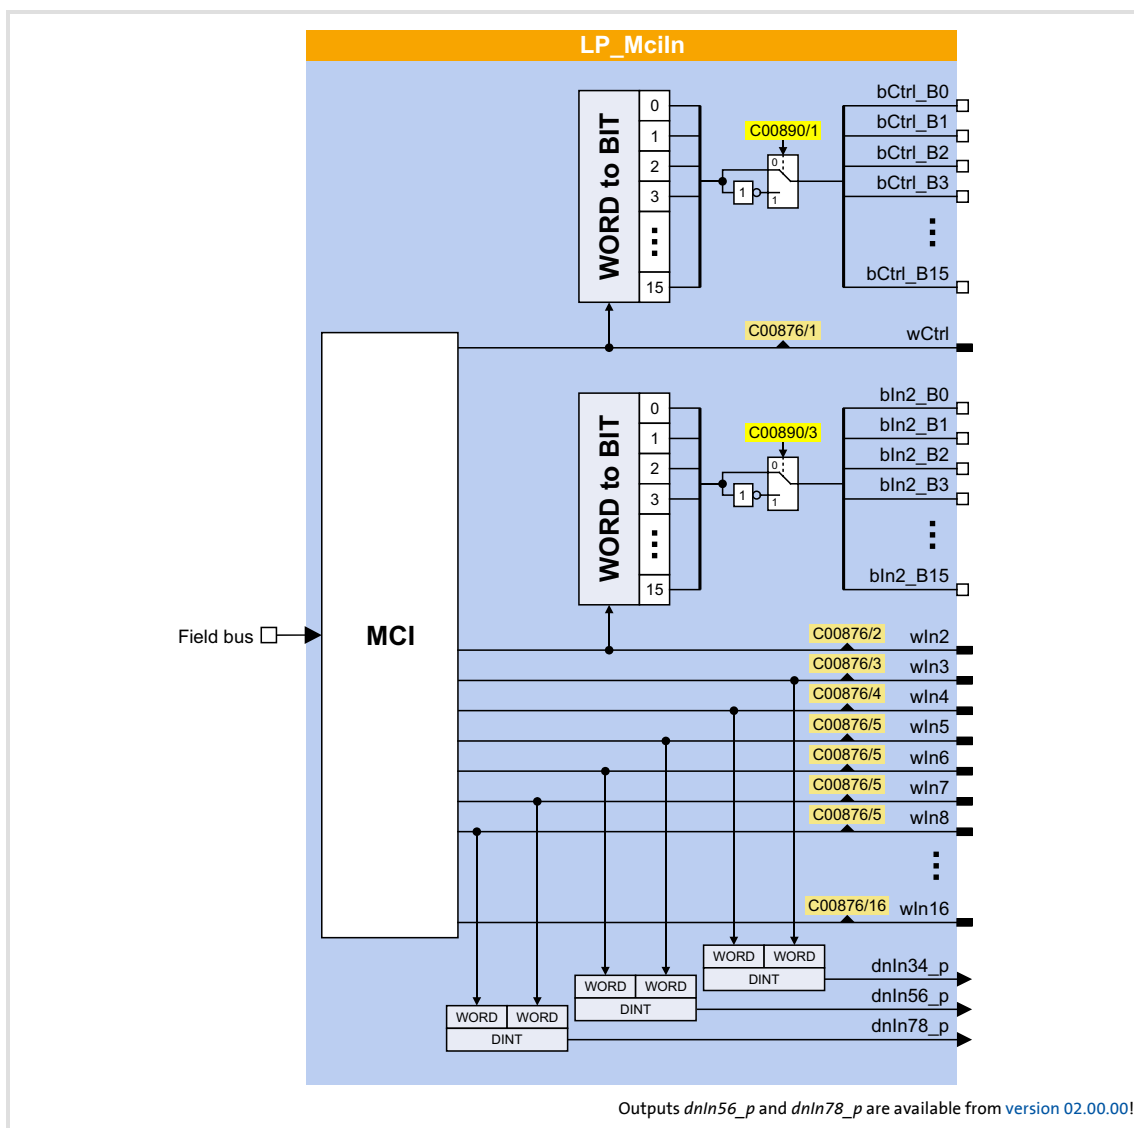 LP_MciIn
WORD to BIT
0
1
2
3
15
C00890/1
0
1
1
bCtrl_B0
bCtrl_B1
bCtrl_B2
bCtrl_B3
bCtrl_B15
C00876/1
wCtrl
WORD to BIT
0
1
2
3
15
C00890/3
0
1
1
bIn2_B0
bIn2_B1
bIn2_B2
bIn2_B3
bIn2_B15
Field bus
MCI
C00876/2 wIn2
C00876/3 wIn3
C00876/4 wIn4
C00876/5 wIn5
C00876/5 wIn6
C00876/5 wIn7
C00876/5 wIn8
C00876/16 wIn16
WORD WORD
DINT
dnIn34_p
WORD WORD
DINT
dnIn56_p
WORD WORD
DINT
dnIn78_p
Outputs dnIn56_p and dnIn78_p are available from version 02.00.00!